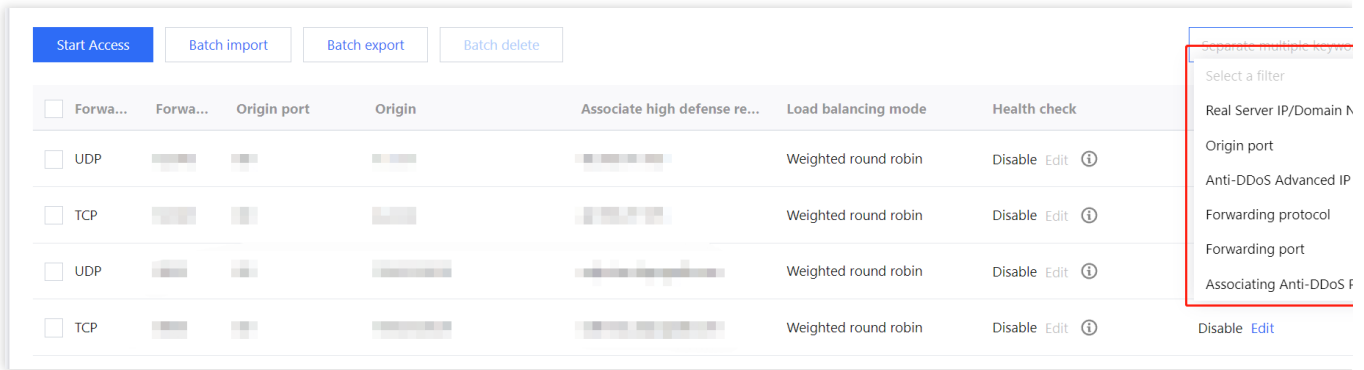 Start Access Batch import Batch export Batch delete Separate multiple keywo
Select a filter
Forwa... Forwa... Origin port Origin Associate high defense re... Load balancing mode Health check
Real Server IP/Domain N
Origin port
UDP Weighted round robin Disable Edit
Anti-DDoS Advanced IP
TCP Weighted round robin Disable Edit
Forwarding protocol
Forwarding port
UDP Weighted round robin Disable Edit
Associating Anti-DDoS P
TCP Weighted round robin Disable Edit Disable Edit